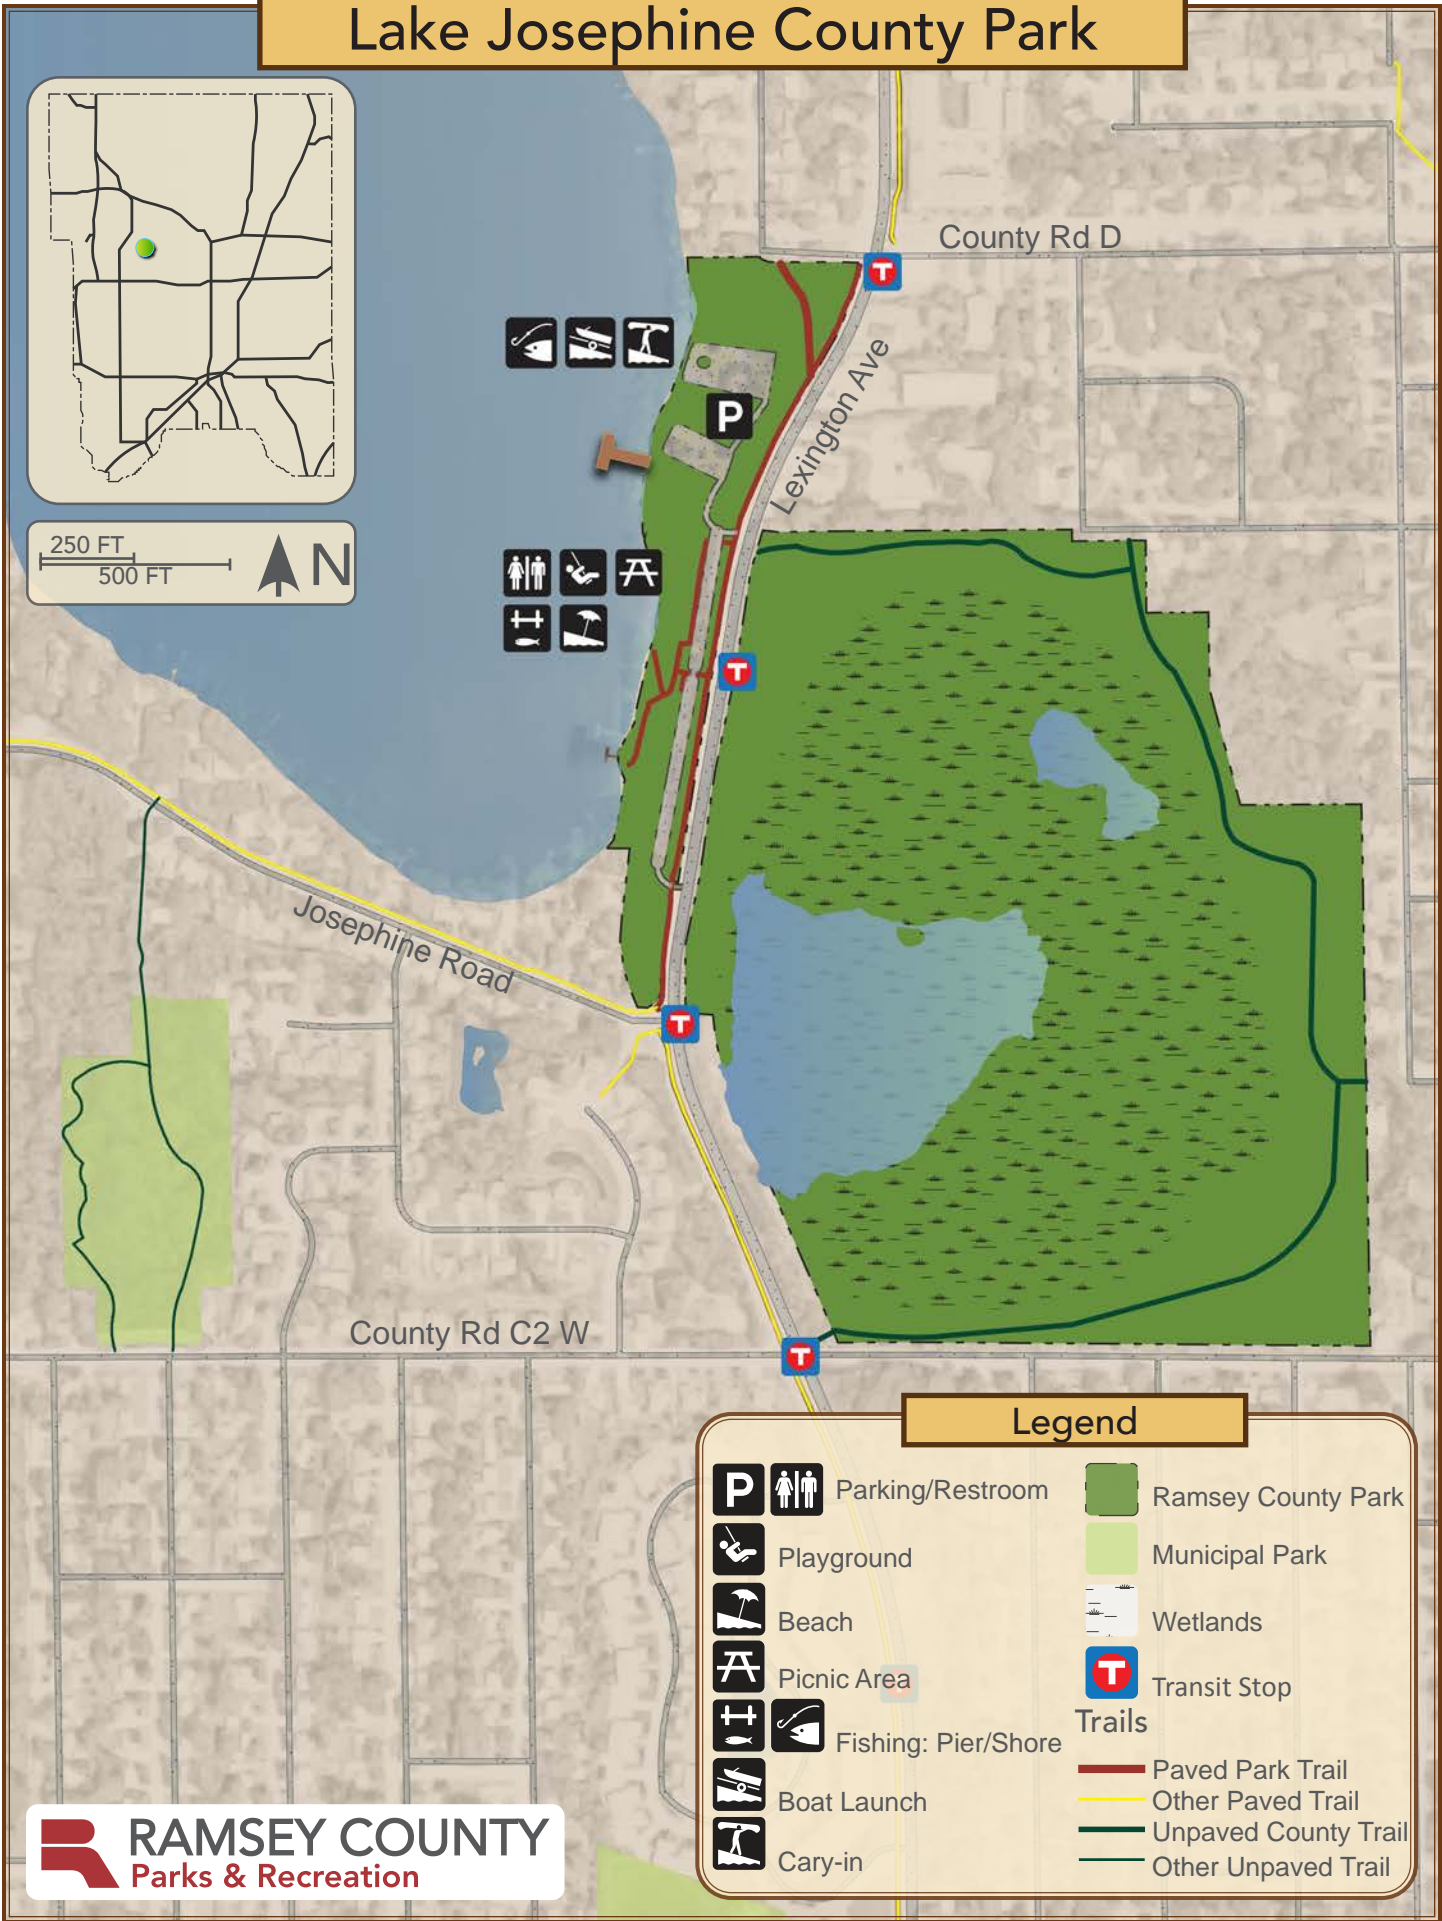 Lake Josephine County Park
County Rd D
Lexington Ave
P
T
250 FT
500 FT
N
T
Josephine Road
T
County Rd C2 W
T
Legend
P
Parking/Restroom
Playground
Beach
Picnic Area
Fishing: Pier/Shore
Boat Launch
Cary-in
Ramsey County Park
Municipal Park
Wetlands
T
Transit Stop
Trails
Paved Park Trail
Other Paved Trail
Unpaved County Trail
Other Unpaved Trail
RAMSEY COUNTY
Parks & Recreation